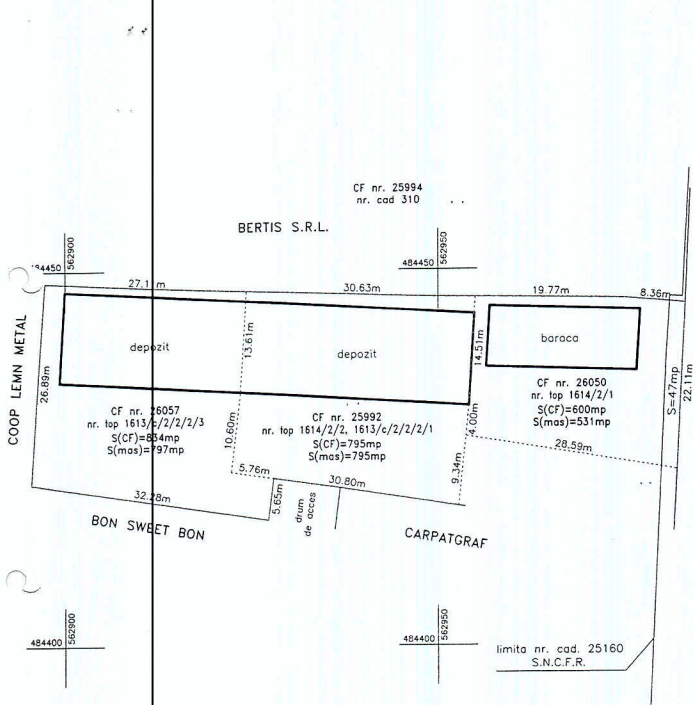 CF nr. 25994
nr. cad 310
BERTIS S.R.L.
562900
484450
562950
484450
27.11m
30.63m
19.77m
8.36m
COOP LEMN METAL
26.89m
depozit
13.61m
depozit
14.51m
baraca
S=47mp
22.11m
CF nr. 26057
nr. top 1613/c/2/2/2/3
S(CF)=834mp
S(mas)=797mp
10.60m
CF nr. 25992
nr. top 1614/2/2, 1613/c/2/2/2/1
S(CF)=795mp
S(mas)=795mp
4.00m
CF nr. 26050
nr. top 1614/2/1
S(CF)=600mp
S(mas)=531mp
28.59m
5.76m
30.80m
9.34m
32.28m
5.65m
drum
de acces
BON SWEET BON
CARPATGRAF
562900
484400
562950
484400
limita nr. cad. 25160
S.N.C.F.R.